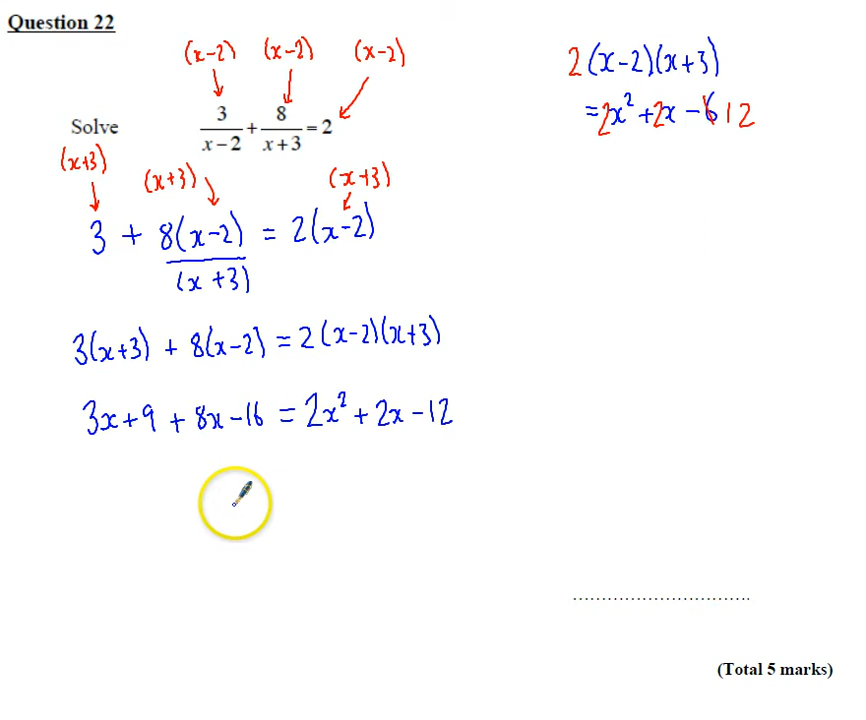 Question 22
(x-2) (x-2) (x-2)
Solve 3/(x-2) + 8/(x+3) = 2
(x+3) (x+3) (x+3)
3 + 8(x-2)/(x+3) = 2(x-2)
3(x+3) + 8(x-2) = 2(x-2)(x+3)
3x+9 + 8x-16 = 2x² + 2x - 12
2(x-2)(x+3)
=2x² +2x -6 12
..............................
(Total 5 marks)